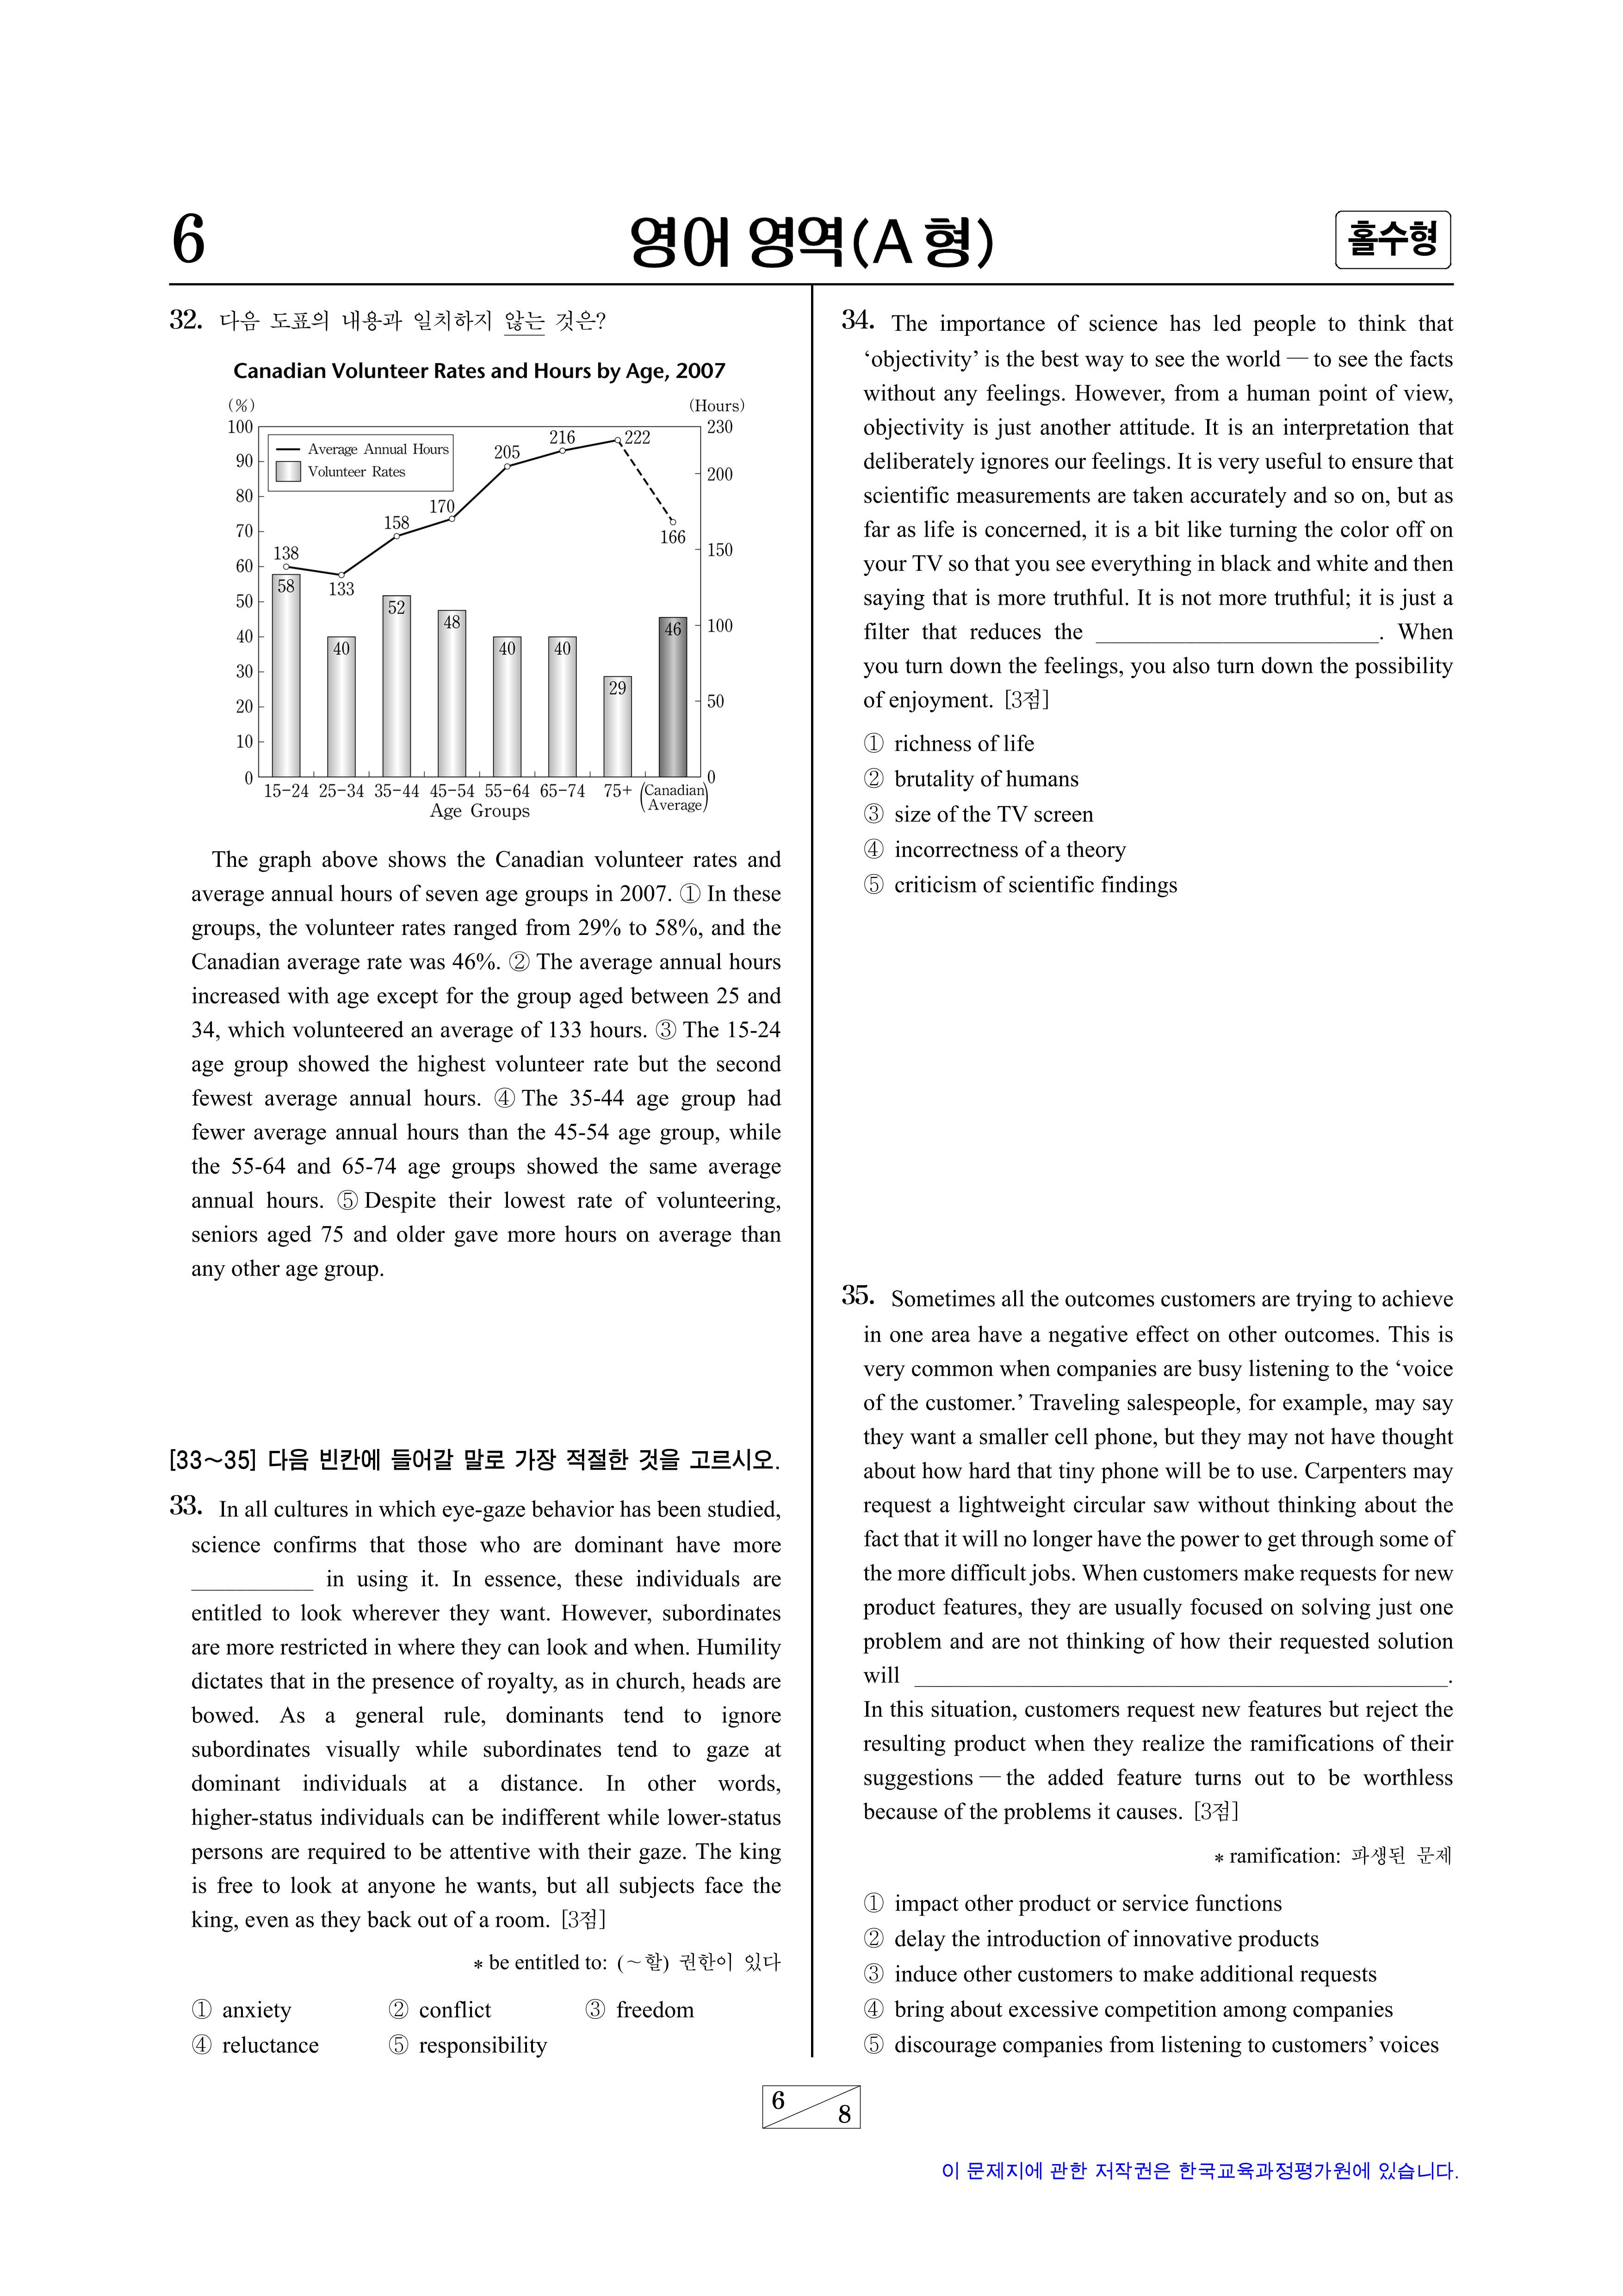 6
영어 영역(A 형)
홀수형
32. 다음 도표의 내용과 일치하지 않는 것은?
Canadian Volunteer Rates and Hours by Age, 2007
(%)
(Hours)
100
90
80
70
60
50
40
30
20
10
0
230
200
150
100
50
0
Average Annual Hours
Volunteer Rates
138
133
158
170
205
216
222
166
58
40
52
48
40
40
29
46
15-24 25-34 35-44 45-54 55-64 65-74 75+ (Canadian
Average)
Age Groups
The graph above shows the Canadian volunteer rates and
average annual hours of seven age groups in 2007. ① In these
groups, the volunteer rates ranged from 29% to 58%, and the
Canadian average rate was 46%. ② The average annual hours
increased with age except for the group aged between 25 and
34, which volunteered an average of 133 hours. ③ The 15-24
age group showed the highest volunteer rate but the second
fewest average annual hours. ④ The 35-44 age group had
fewer average annual hours than the 45-54 age group, while
the 55-64 and 65-74 age groups showed the same average
annual hours. ⑤ Despite their lowest rate of volunteering,
seniors aged 75 and older gave more hours on average than
any other age group.
[33~35] 다음 빈칸에 들어갈 말로 가장 적절한 것을 고르시오.
33. In all cultures in which eye-gaze behavior has been studied,
science confirms that those who are dominant have more
__________ in using it. In essence, these individuals are
entitled to look wherever they want. However, subordinates
are more restricted in where they can look and when. Humility
dictates that in the presence of royalty, as in church, heads are
bowed. As a general rule, dominants tend to ignore
subordinates visually while subordinates tend to gaze at
dominant individuals at a distance. In other words,
higher-status individuals can be indifferent while lower-status
persons are required to be attentive with their gaze. The king
is free to look at anyone he wants, but all subjects face the
king, even as they back out of a room. [3점]
* be entitled to: (~할) 권한이 있다
① anxiety ② conflict ③ freedom
④ reluctance ⑤ responsibility
34. The importance of science has led people to think that
‘objectivity’ is the best way to see the world — to see the facts
without any feelings. However, from a human point of view,
objectivity is just another attitude. It is an interpretation that
deliberately ignores our feelings. It is very useful to ensure that
scientific measurements are taken accurately and so on, but as
far as life is concerned, it is a bit like turning the color off on
your TV so that you see everything in black and white and then
saying that is more truthful. It is not more truthful; it is just a
filter that reduces the ______________________. When
you turn down the feelings, you also turn down the possibility
of enjoyment. [3점]
① richness of life
② brutality of humans
③ size of the TV screen
④ incorrectness of a theory
⑤ criticism of scientific findings
35. Sometimes all the outcomes customers are trying to achieve
in one area have a negative effect on other outcomes. This is
very common when companies are busy listening to the ‘voice
of the customer.’ Traveling salespeople, for example, may say
they want a smaller cell phone, but they may not have thought
about how hard that tiny phone will be to use. Carpenters may
request a lightweight circular saw without thinking about the
fact that it will no longer have the power to get through some of
the more difficult jobs. When customers make requests for new
product features, they are usually focused on solving just one
problem and are not thinking of how their requested solution
will ________________________________________.
In this situation, customers request new features but reject the
resulting product when they realize the ramifications of their
suggestions — the added feature turns out to be worthless
because of the problems it causes. [3점]
* ramification: 파생된 문제
① impact other product or service functions
② delay the introduction of innovative products
③ induce other customers to make additional requests
④ bring about excessive competition among companies
⑤ discourage companies from listening to customers’ voices
6
8
이 문제지에 관한 저작권은 한국교육과정평가원에 있습니다.